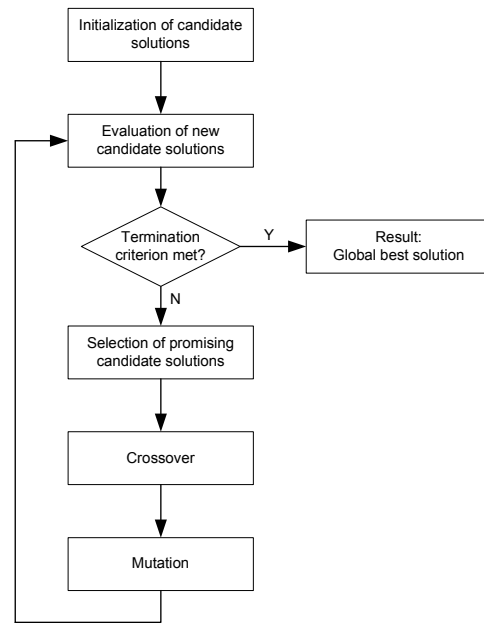 Initialization of candidate
solutions
Evaluation of new
candidate solutions
Termination
criterion met?
Y
Result:
Global best solution
N
Selection of promising
candidate solutions
Crossover
Mutation